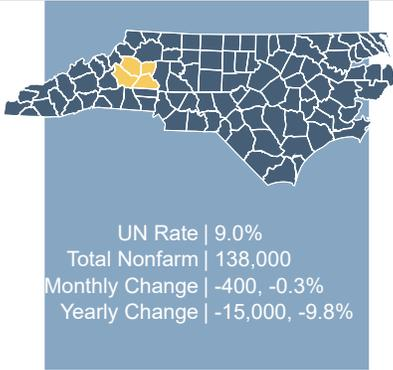 UN Rate | 9.0%
Total Nonfarm | 138,000
Monthly Change | -400, -0.3%
Yearly Change | -15,000, -9.8%